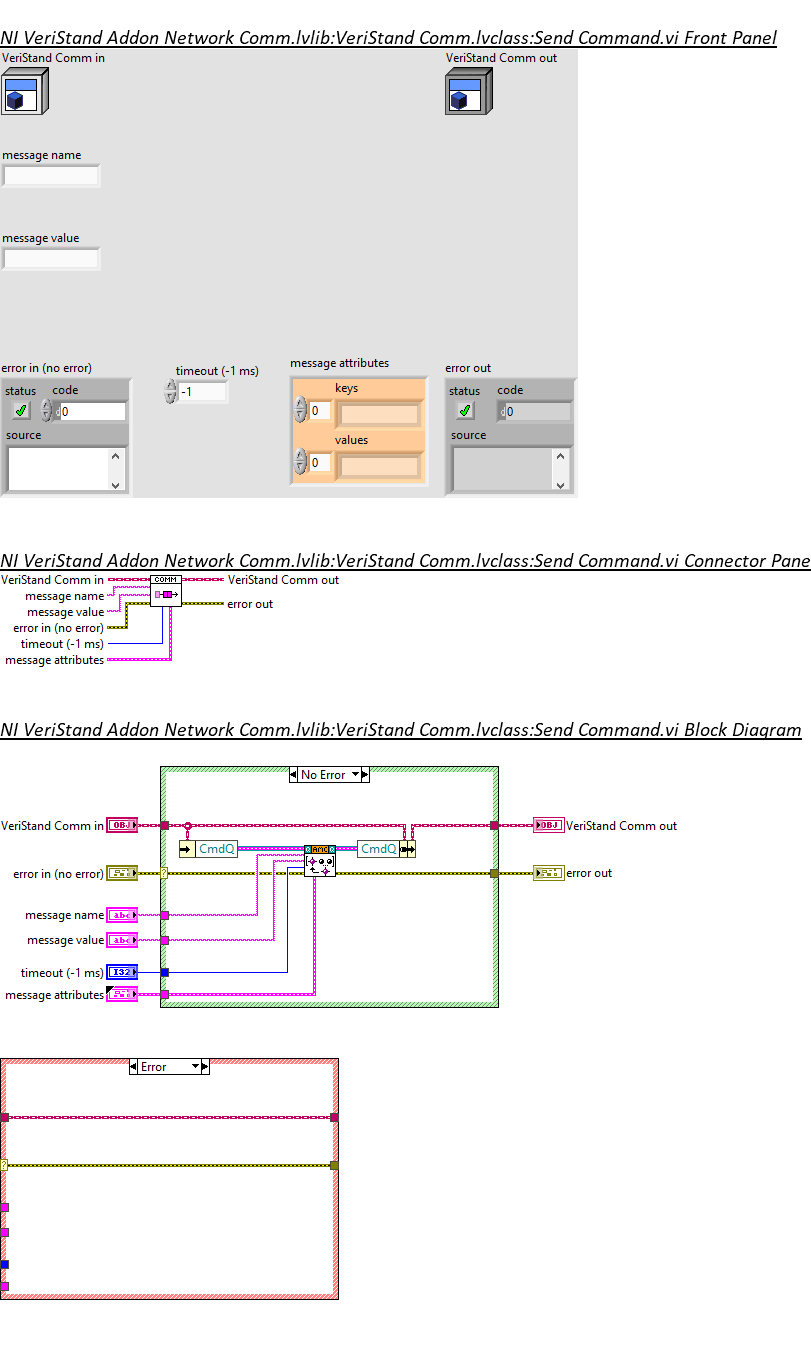 NI VeriStand Addon Network Comm.lvlib:VeriStand Comm.lvclass:Send Command.vi Front Panel
VeriStand Comm in
VeriStand Comm out
message name
message value
error in (no error)
timeout (-1 ms)
message attributes
error out
status
code
-1
keys
status
code
d0
0
d0
source
values
source
0
NI VeriStand Addon Network Comm.lvlib:VeriStand Comm.lvclass:Send Command.vi Connector Pane
VeriStand Comm in
COMM
VeriStand Comm out
message name
message value
error out
error in (no error)
timeout (-1 ms)
message attributes
NI VeriStand Addon Network Comm.lvlib:VeriStand Comm.lvclass:Send Command.vi Block Diagram
No Error
VeriStand Comm in
OBJ
OBJ
VeriStand Comm out
CmdQ
AMC
CmdQ
error in (no error)
?
error out
message name
abc
message value
abc
timeout (-1 ms)
I32
message attributes
Error
?